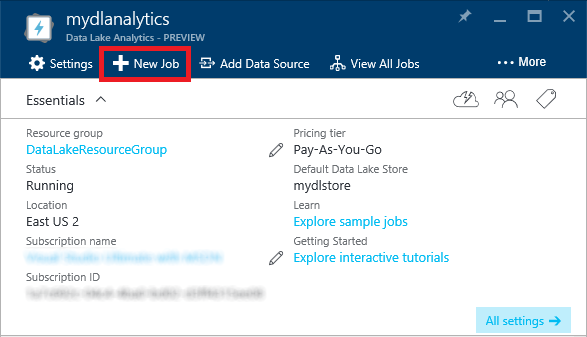 mydlanalytics
Data Lake Analytics - PREVIEW
Settings New Job Add Data Source View All Jobs More
Essentials
Resource group
DataLakeResourceGroup
Status
Running
Location
East US 2
Subscription name
Subscription ID
Pricing tier
Pay-As-You-Go
Default Data Lake Store
mydlstore
Learn
Explore sample jobs
Getting Started
Explore interactive tutorials
All settings